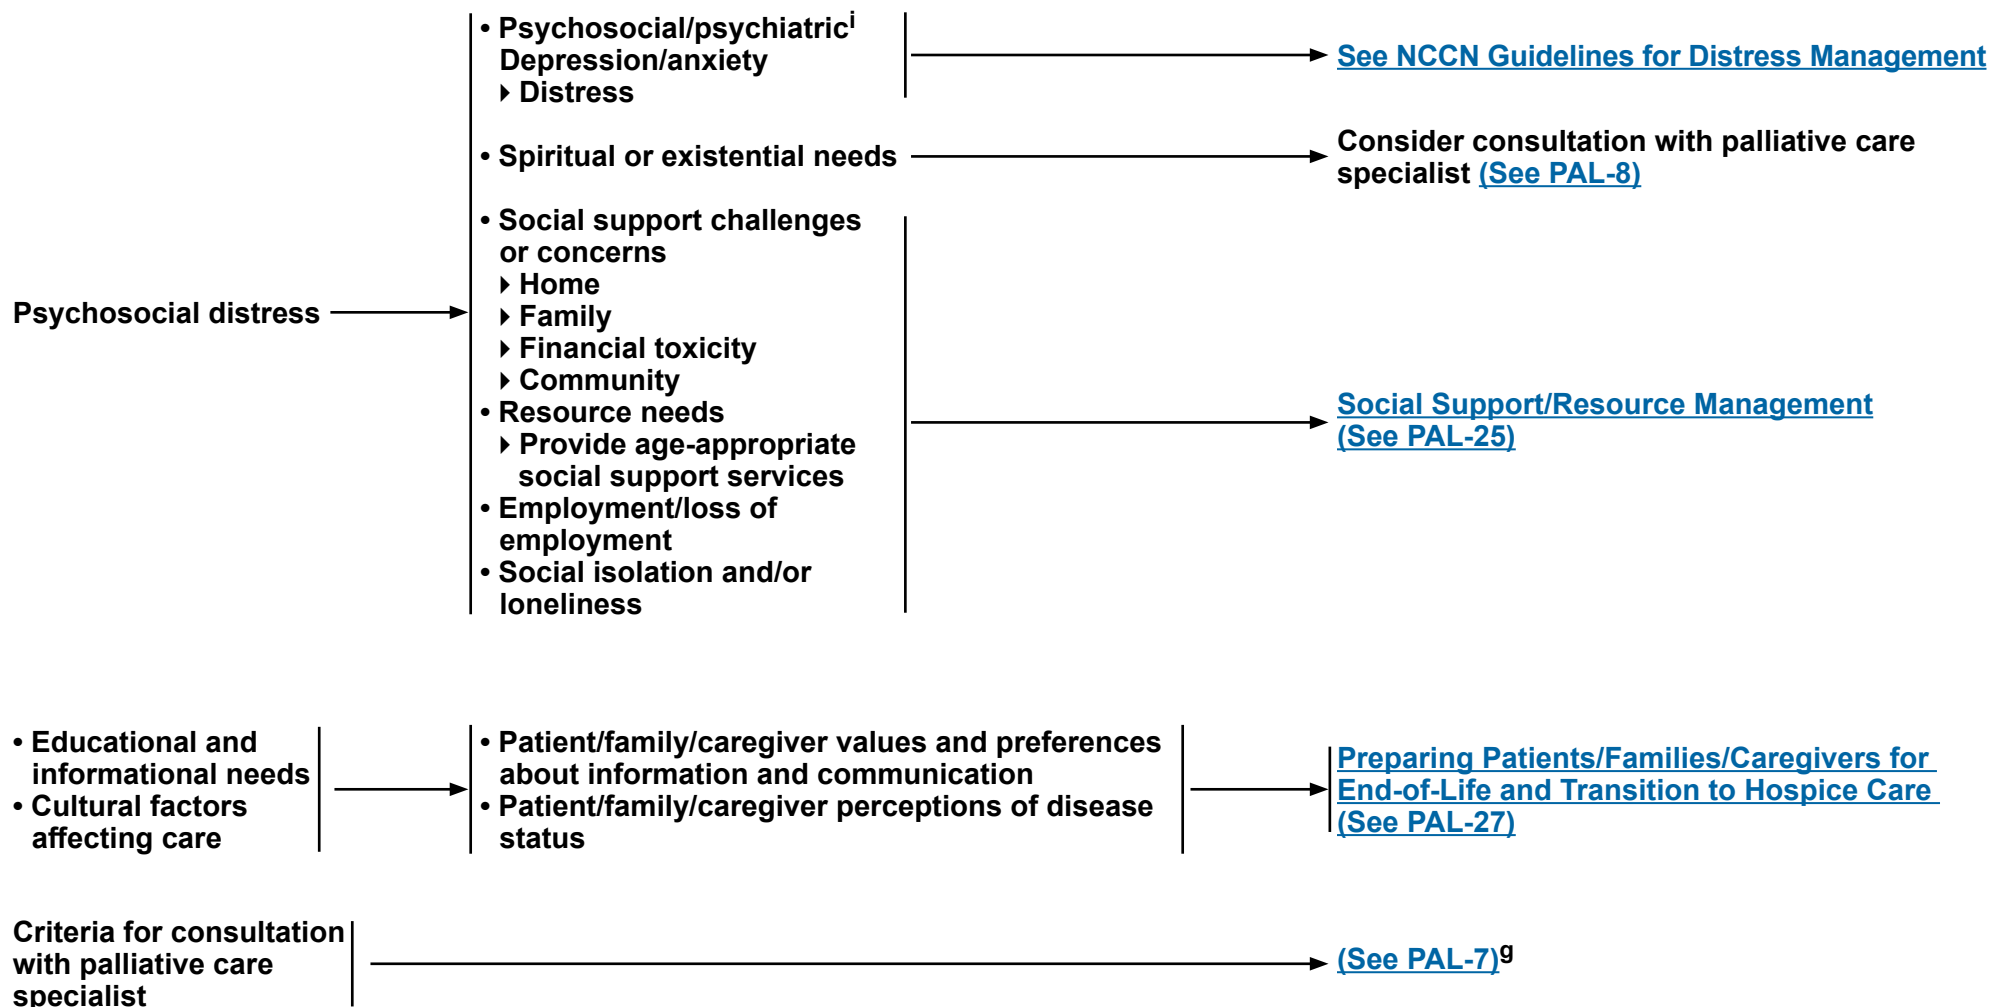 • Psychosocial/psychiatrici
Depression/anxiety
▸ Distress
See NCCN Guidelines for Distress Management
• Spiritual or existential needs
Consider consultation with palliative care
specialist (See PAL-8)
Psychosocial distress
• Social support challenges
or concerns
▸ Home
▸ Family
▸ Financial toxicity
▸ Community
• Resource needs
▸ Provide age-appropriate
social support services
• Employment/loss of
employment
• Social isolation and/or
loneliness
Social Support/Resource Management
(See PAL-25)
• Educational and
informational needs
• Cultural factors
affecting care
• Patient/family/caregiver values and preferences
about information and communication
• Patient/family/caregiver perceptions of disease
status
Preparing Patients/Families/Caregivers for
End-of-Life and Transition to Hospice Care
(See PAL-27)
Criteria for consultation
with palliative care
specialist
(See PAL-7)g